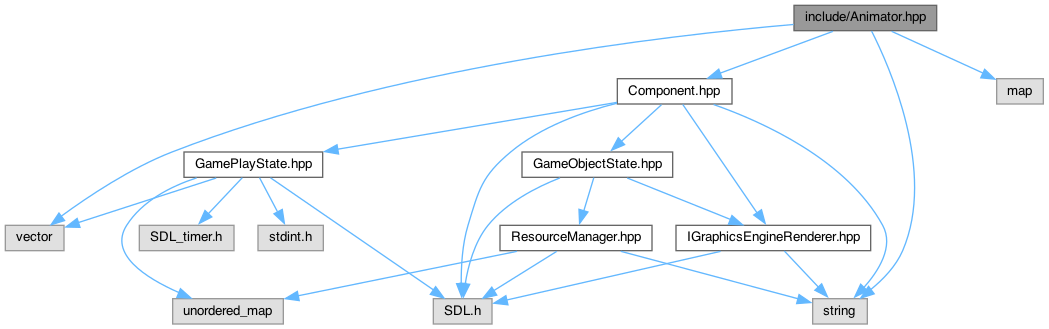 include/Animator.hpp
Component.hpp
map
GamePlayState.hpp
GameObjectState.hpp
vector
SDL_timer.h
stdint.h
ResourceManager.hpp
IGraphicsEngineRenderer.hpp
unordered_map
SDL.h
string